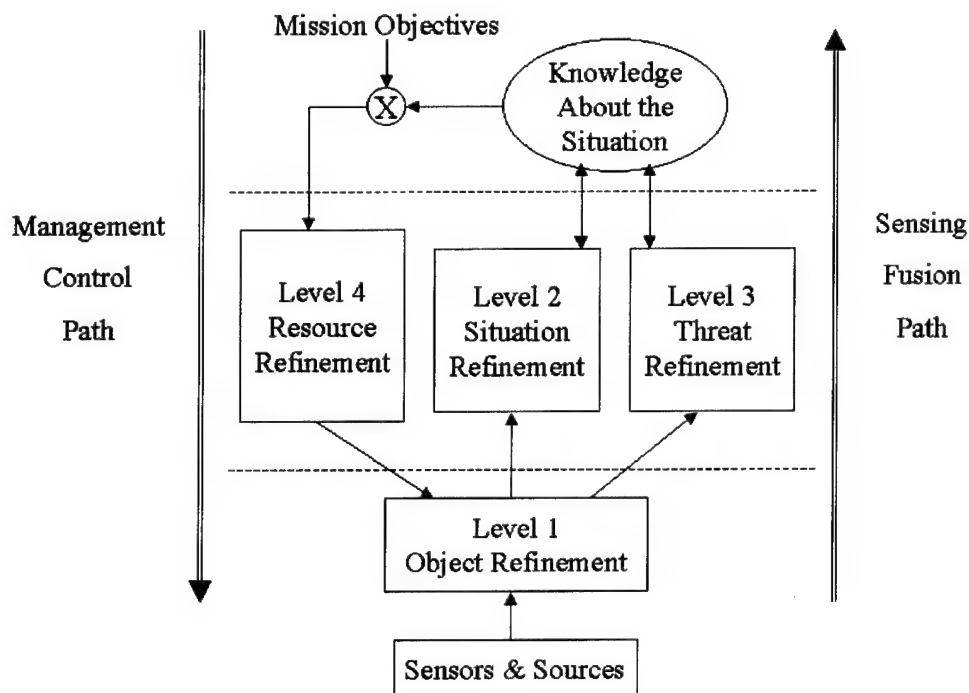 Mission Objectives
X
Knowledge
About the
Situation
Management
Control
Path
Sensing
Fusion
Path
Level 4
Resource
Refinement
Level 2
Situation
Refinement
Level 3
Threat
Refinement
Level 1
Object Refinement
Sensors & Sources